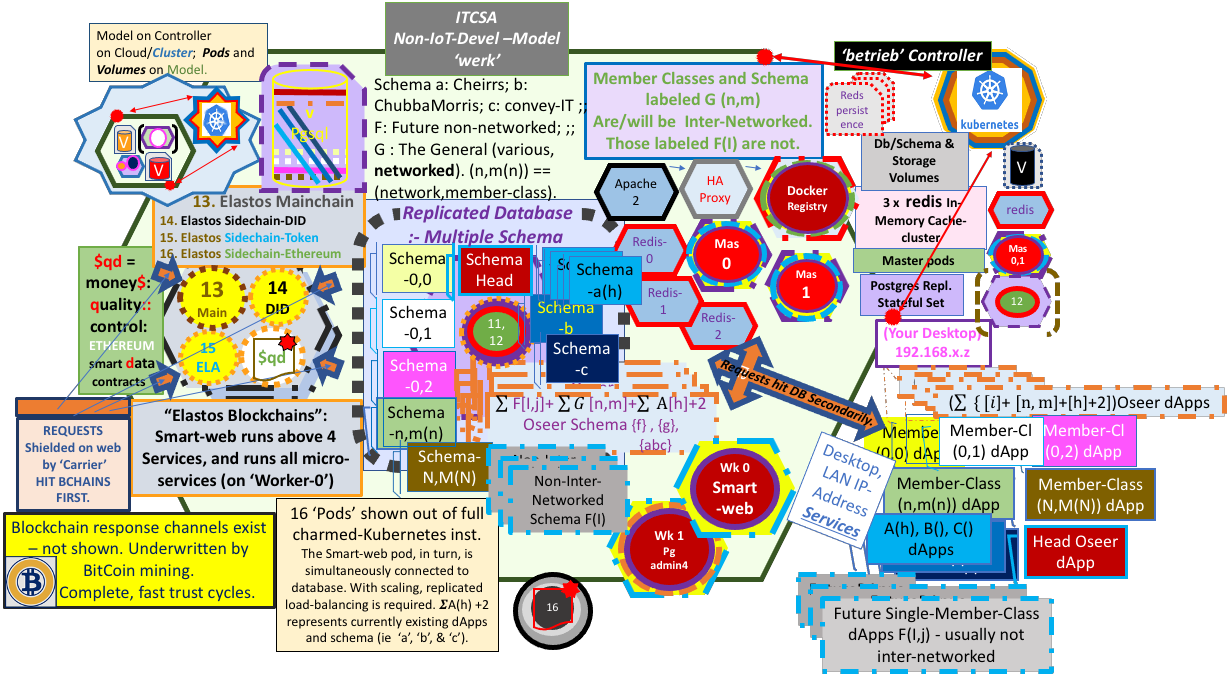 ITCSA
Non-IoT-Devel –Model
‘werk’
Model on Controller
on Cloud/Cluster; Pods and
Volumes on Model.
V
V
V
Pgsql
Schema a: Cheirrs; b:
ChubbaMorris; c: convey-IT ;;
F: Future non-networked; ;;
G : The General (various,
networked). (n,m(n)) ==
(network,member-class).
Member Classes and Schema
labeled G (n,m)
Are/will be Inter-Networked.
Those labeled F(I) are not.
‘betrieb’ Controller
Reds
persist
ence
kubernetes
Db/Schema &
Storage
Volumes
V
3 x redis In-
Memory Cache-
cluster
redis
Master pods
Mas
0,1
Postgres Repl.
Stateful Set
12
(Your Desktop)
192.168.x.z
Apache
2
HA
Proxy
Docker
Registry
Redis-
0
Redis-
1
Redis-
2
Mas
0
Mas
1
13. Elastos Mainchain
14. Elastos Sidechain-DID
15. Elastos Sidechain-Token
16. Elastos Sidechain-Ethereum
$qd =
money$:
quality::
control:
ETHEREUM
smart data
contracts
13
Main
14
DID
15
ELA
$qd
Replicated Database
:- Multiple Schema
Schema
-0,0
Schema
Head
Schema
-a(h)
Schema
-0,1
11,
12
Schema
-b
Schema
-c
Schema
-0,2
Schema
-n,m(n)
Schema-
N,M(N)
∑ F[I,j]+∑ G [n,m]+∑ A[h]+2
Oseer Schema {f} , {g},
{abc}
Non-Inter-
Networked
Schema F(I)
Requests hit DB Secondarily.
REQUESTS
Shielded on web
by ‘Carrier’
HIT BCHAINS
FIRST.
“Elastos Blockchains”:
Smart-web runs above 4
Services, and runs all micro-
services (on ‘Worker-0’)
Blockchain response channels exist
– not shown. Underwritten by
BitCoin mining.
Complete, fast trust cycles.
16 ‘Pods’ shown out of full
charmed-Kubernetes inst.
The Smart-web pod, in turn, is
simultaneously connected to
database. With scaling, replicated
load-balancing is required. ΣA(h) +2
represents currently existing dApps
and schema (ie ‘a’, ‘b’, & ‘c’).
16
Wk 0
Smart
-web
Wk 1
Pg
admin4
Desktop,
LAN IP-
Address
Services
(∑ { [i]+ [n, m]+[h]+2])Oseer dApps
Membe
(0,0) dApp
Member-Cl
(0,1) dApp
Member-Cl
(0,2) dApp
Member-Class
(n,m(n)) dApp
Member-Class
(N,M(N)) dApp
A(h), B(), C()
dApps
Head Oseer
dApp
Future Single-Member-Class
dApps F(I,j) - usually not
inter-networked